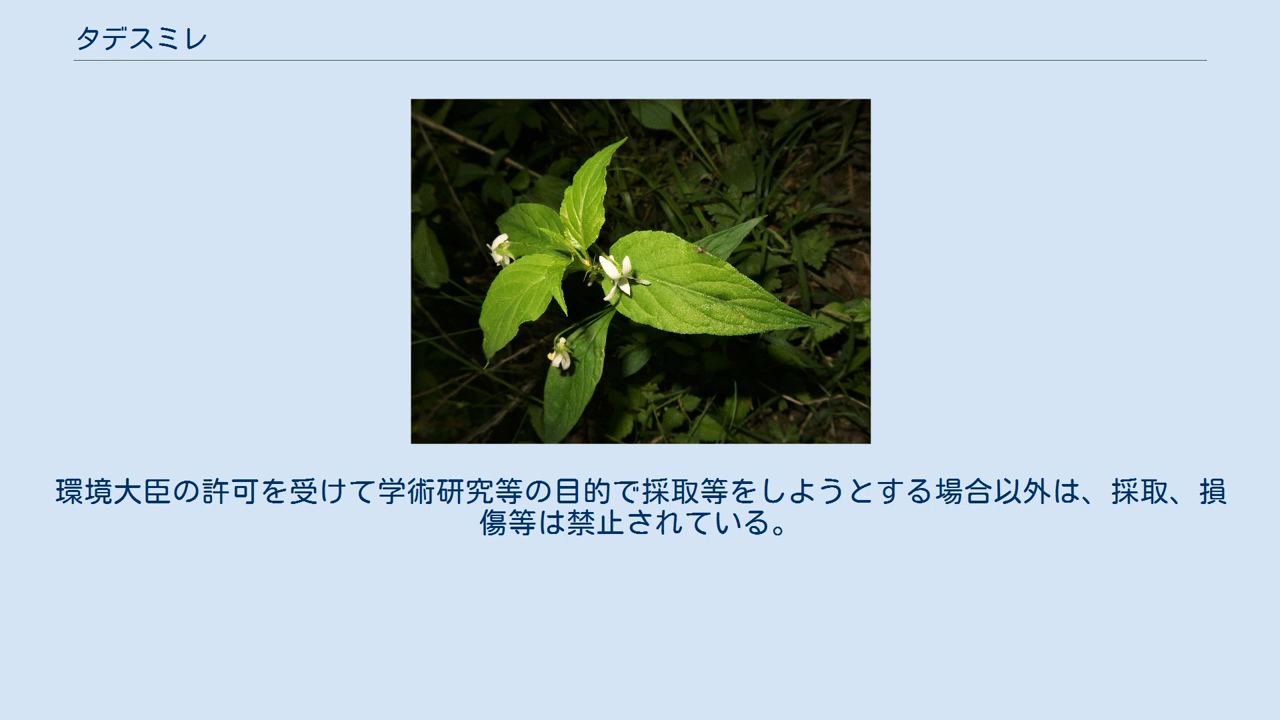 タデスミレ
環境大臣の許可を受けて学術研究等の目的で採取等をしようとする場合以外は、採取、損
傷等は禁止されている。